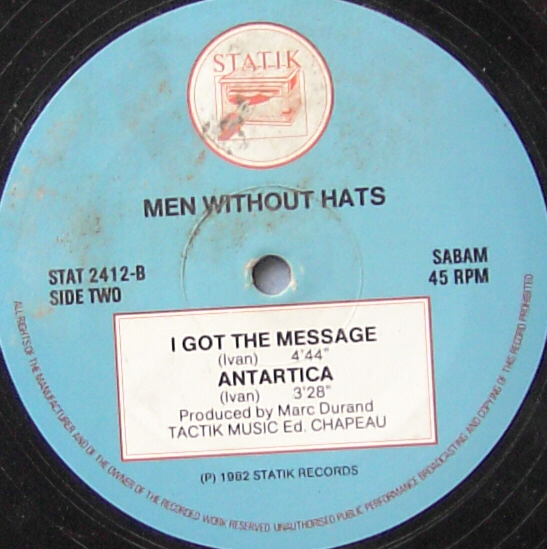 STATIK
MEN WITHOUT HATS
STAT 2412-B
SIDE TWO
SABAM
45 RPM
I GOT THE MESSAGE
(Ivan) 4'44"
ANTARTICA
(Ivan) 3'28"
Produced by Marc Durand
TACTIK MUSIC Ed. CHAPEAU
(P) 1982 STATIK RECORDS
ALL RIGHTS OF THE MANUFACTURER AND OF THE OWNER OF THE RECORDED WORK RESERVED UNAUTHORISED PUBLIC PERFORMANCE BROADCASTING AND COPYING OF THIS RECORD PROHIBITED